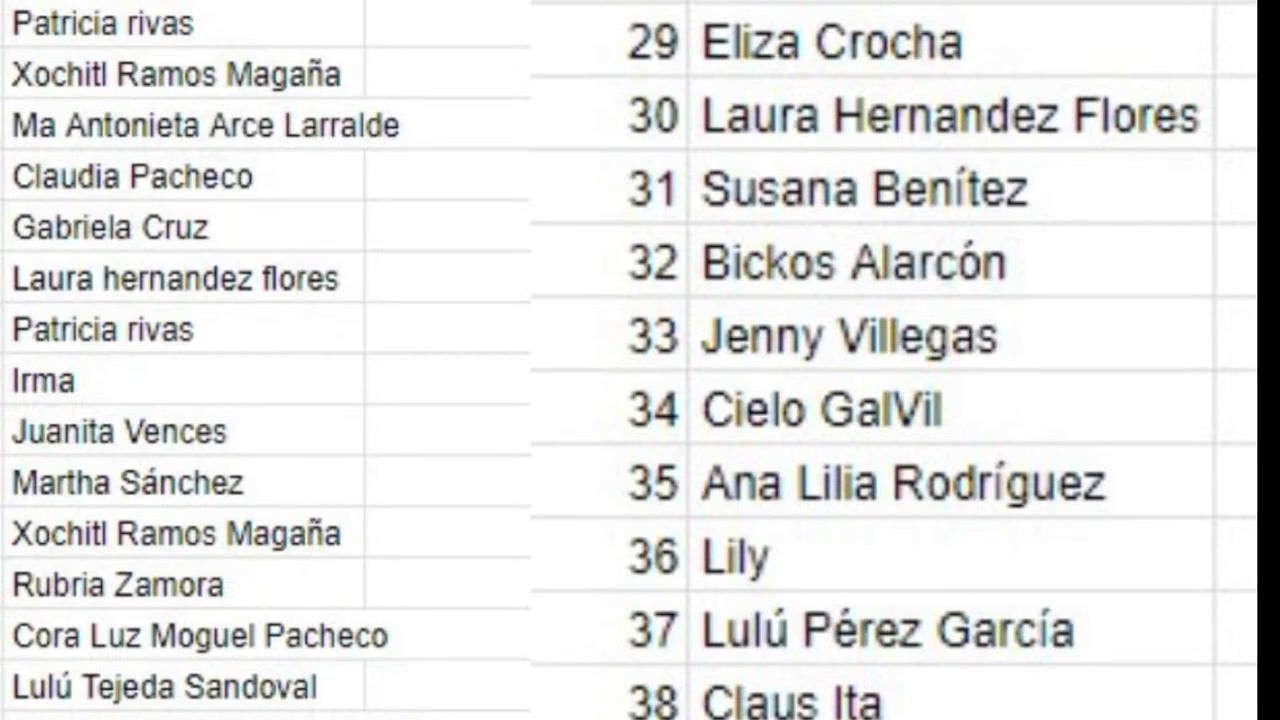 Patricia rivas
Xochitl Ramos Magaña
Ma Antonieta Arce Larralde
Claudia Pacheco
Gabriela Cruz
Laura hernandez flores
Patricia rivas
Irma
Juanita Vences
Martha Sánchez
Xochitl Ramos Magaña
Rubria Zamora
Cora Luz Moguel Pacheco
Lulú Tejeda Sandoval
29 Eliza Crocha
30 Laura Hernandez Flores
31 Susana Benítez
32 Bickos Alarcón
33 Jenny Villegas
34 Cielo GalVil
35 Ana Lilia Rodríguez
36 Lily
37 Lulú Pérez García
38 Claus Ita